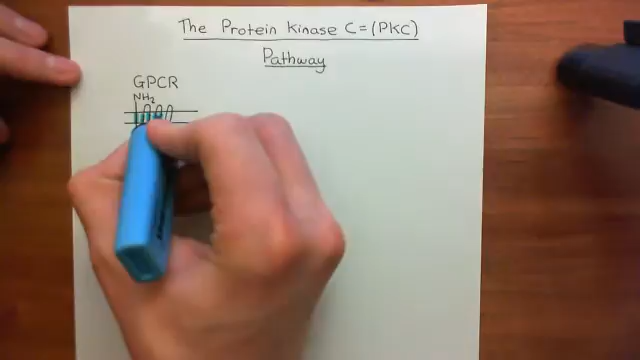 The Protein Kinase C=(PKC)
Pathway
GPCR
NH2